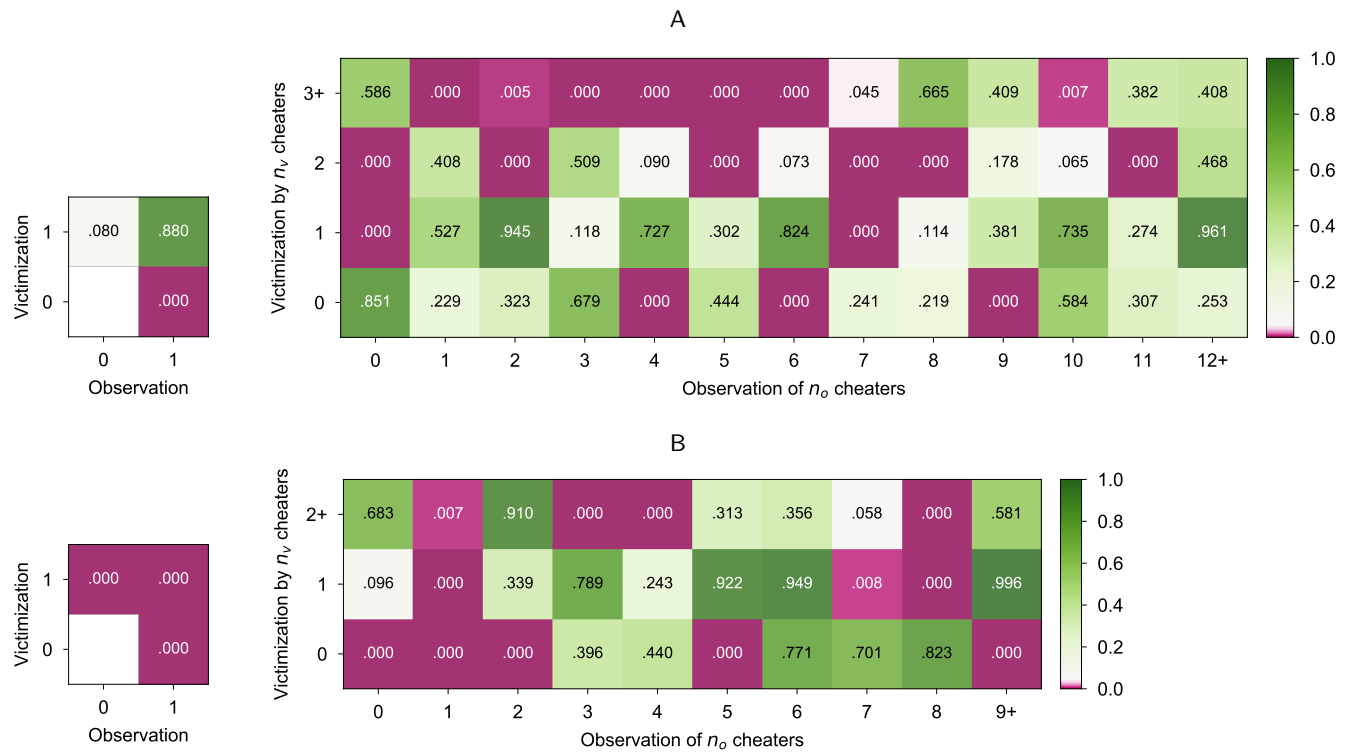 A
Victimization
1 .080 .880
0 .000
0 1
Observation
Victimization by nᵥ cheaters
3+ .586 .000 .005 .000 .000 .000 .000 .045 .665 .409 .007 .382 .408
2 .000 .408 .000 .509 .090 .000 .073 .000 .000 .178 .065 .000 .468
1 .000 .527 .945 .118 .727 .302 .824 .000 .114 .381 .735 .274 .961
0 .851 .229 .323 .679 .000 .444 .000 .241 .219 .000 .584 .307 .253
0 1 2 3 4 5 6 7 8 9 10 11 12+
Observation of nₒ cheaters
1.0
0.8
0.6
0.4
0.2
0.0
B
Victimization
1 .000 .000
0 .000
0 1
Observation
Victimization by nᵥ cheaters
2+ .683 .007 .910 .000 .000 .313 .356 .058 .000 .581
1 .096 .000 .339 .789 .243 .922 .949 .008 .000 .996
0 .000 .000 .000 .396 .440 .000 .771 .701 .823 .000
0 1 2 3 4 5 6 7 8 9+
Observation of nₒ cheaters
1.0
0.8
0.6
0.4
0.2
0.0